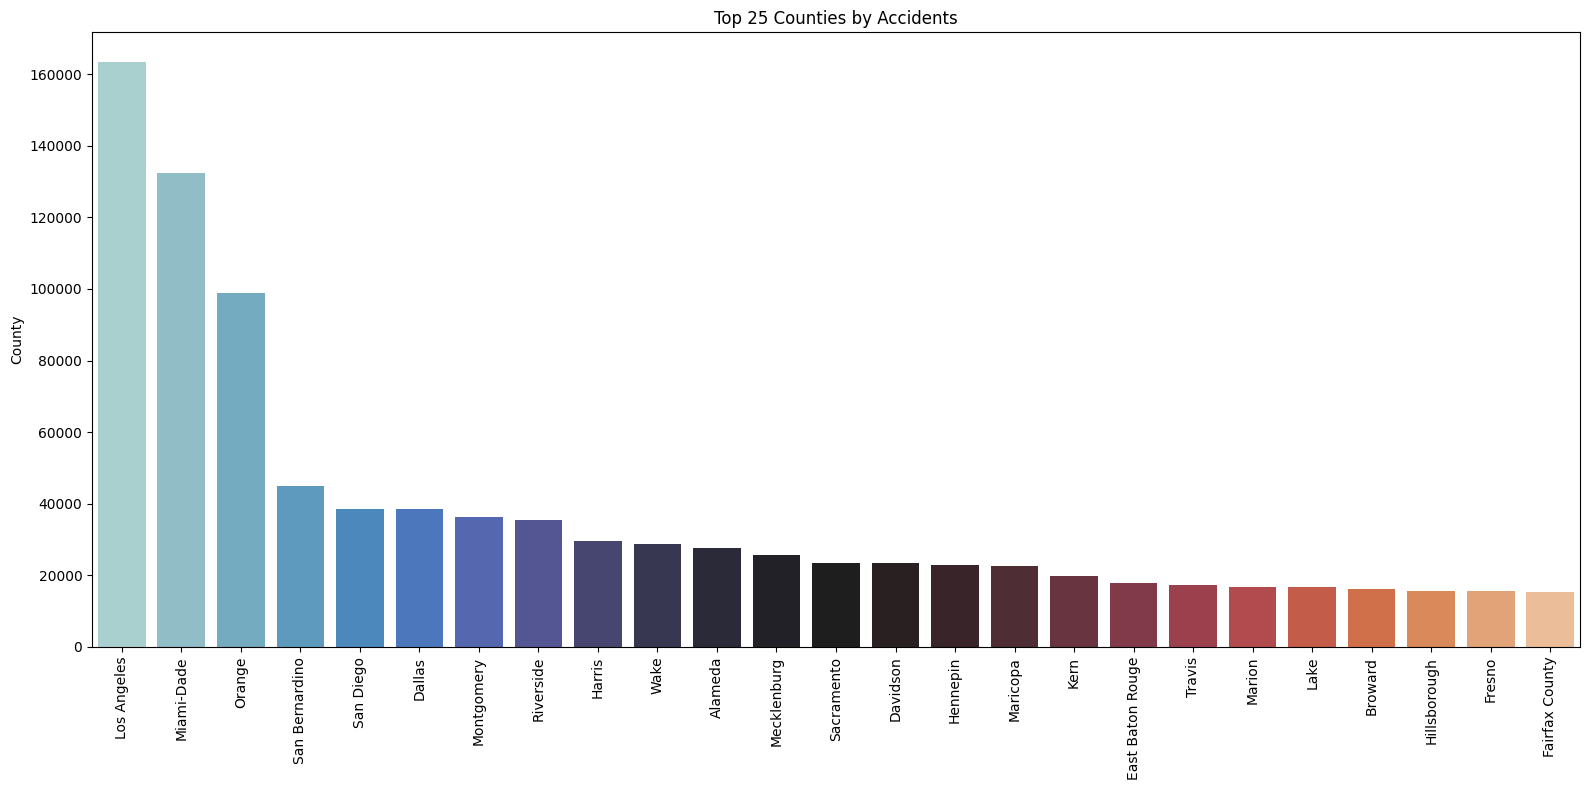 Top 25 Counties by Accidents
160000
140000
120000
100000
80000
60000
40000
20000
0
County
Los Angeles
Miami-Dade
Orange
San Bernardino
San Diego
Dallas
Montgomery
Riverside
Harris
Wake
Alameda
Mecklenburg
Sacramento
Davidson
Hennepin
Maricopa
Kern
East Baton Rouge
Travis
Marion
Lake
Broward
Hillsborough
Fresno
Fairfax County